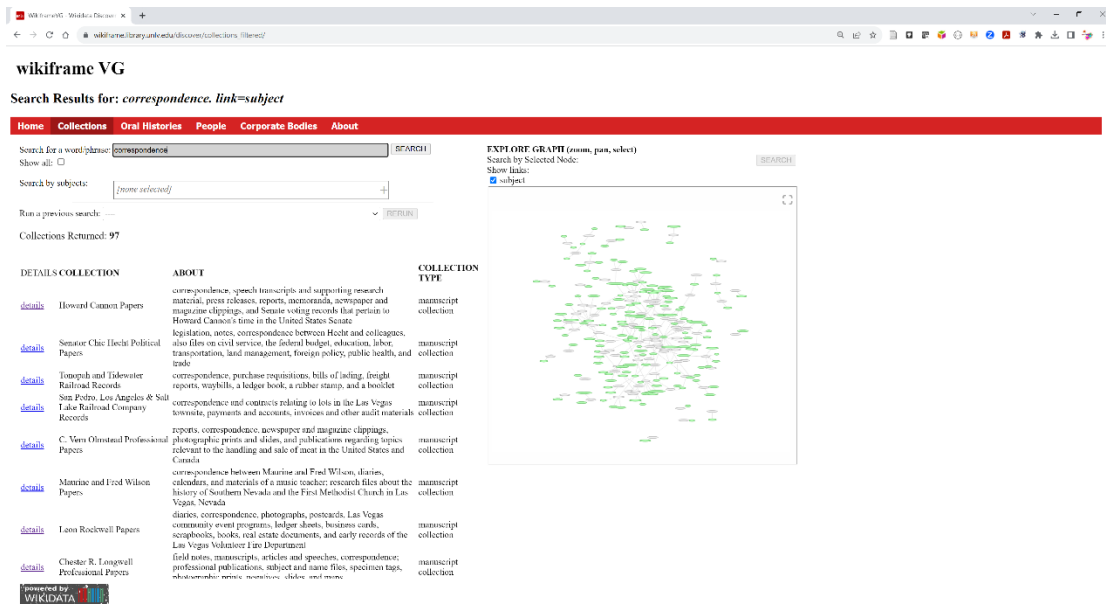 WikiframeVG - Wikidata Discover
wikiframe.library.unlv.edu/discover/collections_filtered/
wikiframe VG
Search Results for: correspondence. link=subject
Home Collections Oral Histories People Corporate Bodies About
Search for a word/phrase: correspondence SEARCH
Show all:
Search by subjects: [none selected]
Run a previous search: --- RERUN
Collections Returned: 97
EXPLORE GRAPH (zoom, pan, select)
Search by Selected Node: SEARCH
Show links:
subject
DETAILS COLLECTION ABOUT COLLECTION TYPE
details Howard Cannon Papers
correspondence, speech transcripts and supporting research
material, press releases, reports, memoranda, newspaper and
magazine clippings, and Senate voting records that pertain to
Howard Cannon's time in the United States Senate
manuscript
collection
details Senator Chic Hecht Political
Papers
legislation, notes, correspondence between Hecht and colleagues,
also files on civil service, the federal budget, education, labor,
transportation, land management, foreign policy, public health, and
trade
manuscript
collection
details Tonopah and Tidewater
Railroad Records
correspondence, purchase requisitions, bills of lading, freight
reports, waybills, a ledger book, a rubber stamp, and a booklet
manuscript
collection
details San Pedro, Los Angeles & Salt
Lake Railroad Company
Records
correspondence and contracts relating to lots in the Las Vegas
townsite, payments and accounts, invoices and other audit materials
manuscript
collection
details C. Vern Olmstead Professional
Papers
reports, correspondence, newspaper and magazine clippings,
photographic prints and slides, and publications regarding topics
relevant to the handling and sale of meat in the United States and
Canada
manuscript
collection
details Maurine and Fred Wilson
Papers
correspondence between Maurine and Fred Wilson, diaries,
calendars, and materials of a music teacher; research files about the
history of Southern Nevada and the First Methodist Church in Las
Vegas, Nevada
manuscript
collection
details Leon Rockwell Papers
diaries, correspondence, photographs, postcards, Las Vegas
community event programs, ledger sheets, business cards,
scrapbooks, books, real estate documents, and early records of the
Las Vegas Volunteer Fire Department
manuscript
collection
details Chester R. Longwell
Professional Papers
field notes, manuscripts, articles and speeches, correspondence;
professional publications, subject and name files, specimen tags,
photography: prints, negatives, slides, and maps
manuscript
collection
powered by
WIKIDATA